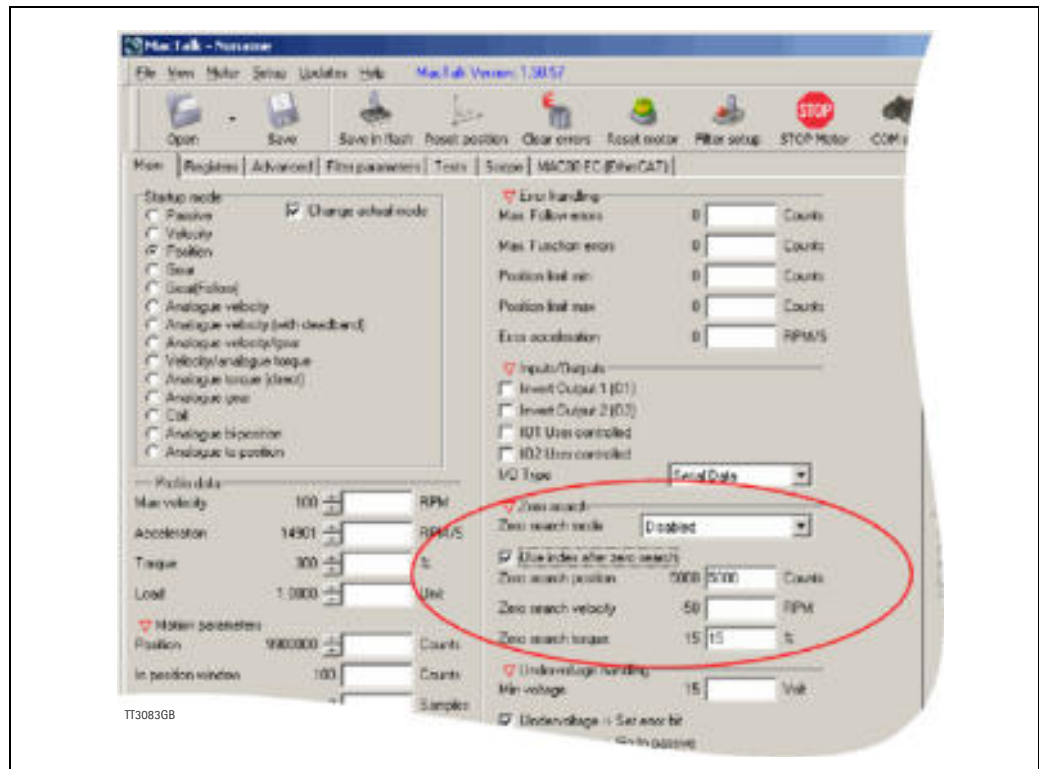 MacTalk - Noname
File View Motor Setup Updates Help MacTalk Version: 1.30.57
Open Save Save in flash Reset position Clear errors Reset motor Filter setup STOP Motor COM
STOP
Main Registers Advanced Filter parameters Tests Scope MAC00-EC (EtherCAT)
Startup mode
Change actual mode
Passive
Velocity
Position
Gear
Gear(Follow)
Analogue velocity
Analogue velocity (with deadband)
Analogue velocity/gear
Velocity/analogue torque
Analogue torque (direct)
Analogue gear
Coil
Analogue bi-position
Analogue to position
Profile data
Max velocity 100 RPM
Acceleration 14901 RPM/S
Torque 300 %
Load 1.0000 Unit
Motion parameters
Position 9900000 Counts
In position window 100 Counts
Samples
Error handling
Max. Follow errors 0 Counts
Max. Function errors 0 Counts
Position limit min 0 Counts
Position limit max 0 Counts
Error acceleration 0 RPM/S
Inputs/Outputs
Invert Output 1 (O1)
Invert Output 2 (O2)
IO1 User controlled
IO2 User controlled
I/O Type Serial Data
Zero search
Zero search mode Disabled
Use index after zero search
Zero search position 5000 5000 Counts
Zero search velocity -50 RPM
Zero search torque 15 15 %
Undervoltage handling
Min voltage 15 Volt
Undervoltage -> Set error bit
Go to passive
TT3083GB